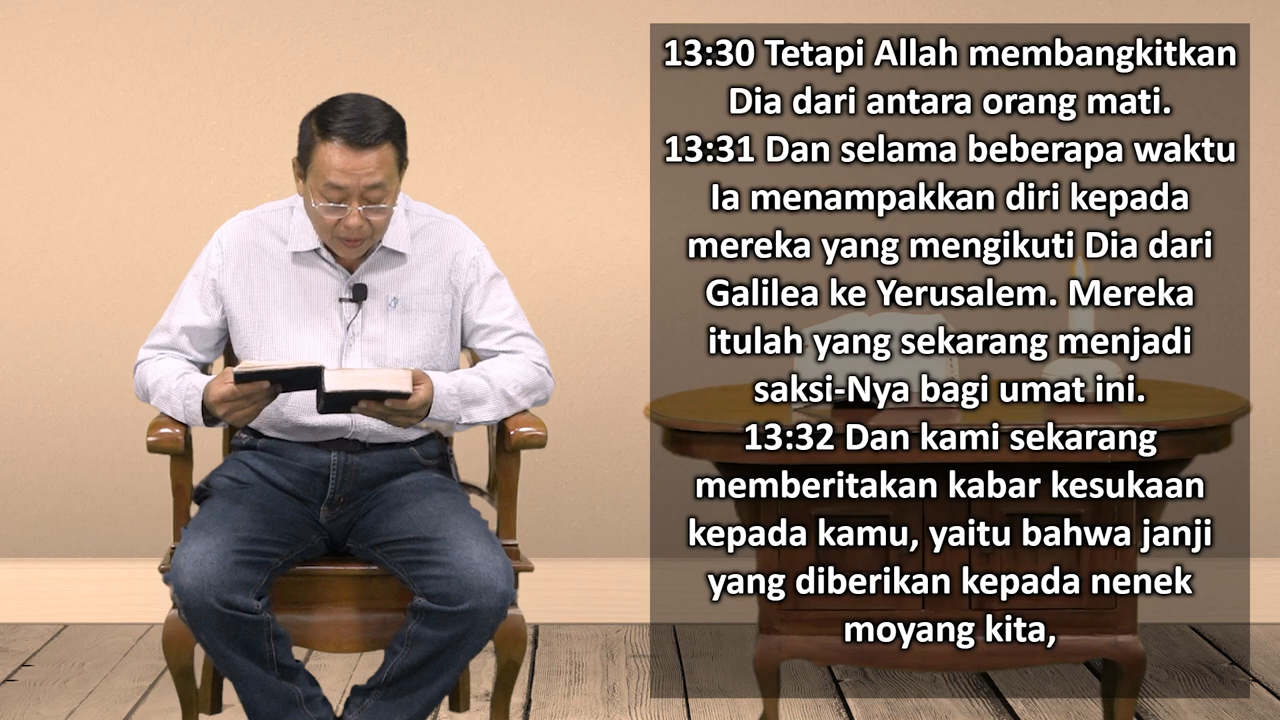 13:30 Tetapi Allah membangkitkan
Dia dari antara orang mati.
13:31 Dan selama beberapa waktu
Ia menampakkan diri kepada
mereka yang mengikuti Dia dari
Galilea ke Yerusalem. Mereka
itulah yang sekarang menjadi
saksi-Nya bagi umat ini.
13:32 Dan kami sekarang
memberitakan kabar kesukaan
kepada kamu, yaitu bahwa janji
yang diberikan kepada nenek
moyang kita,